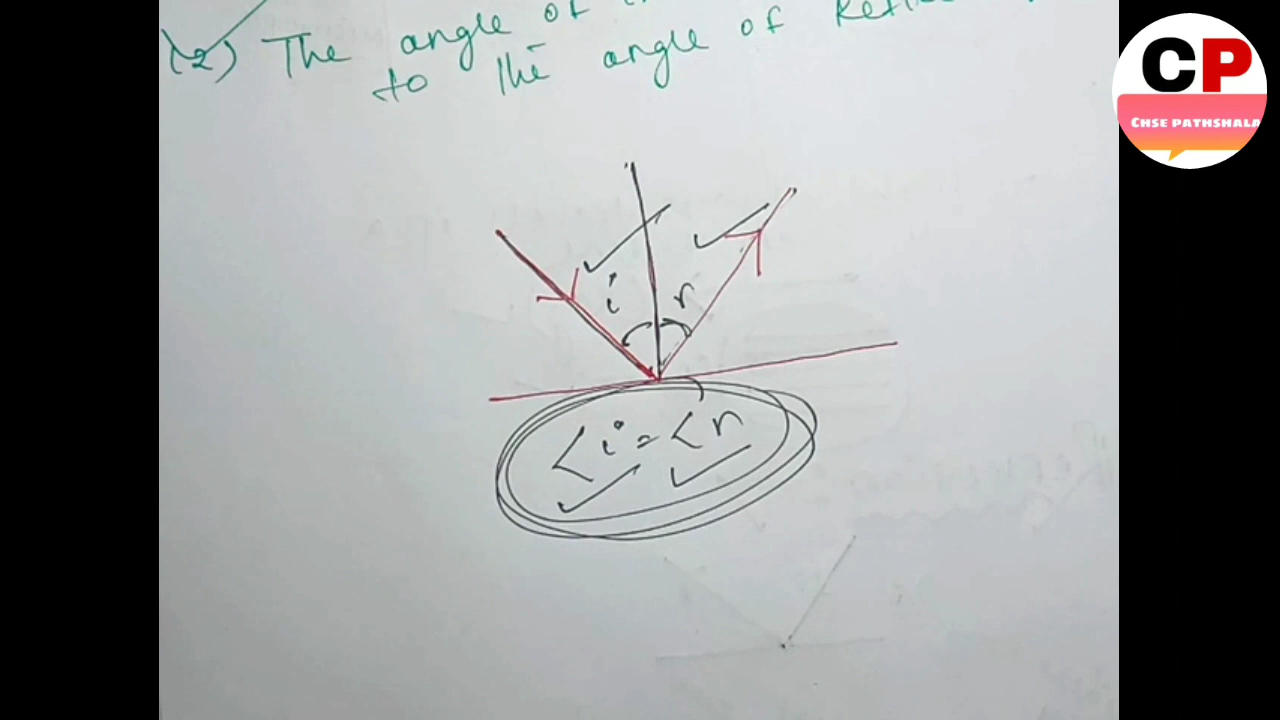 (2) The angle of
to the angle of
i r
∠i = ∠r
CP
CHSE PATHSHALA